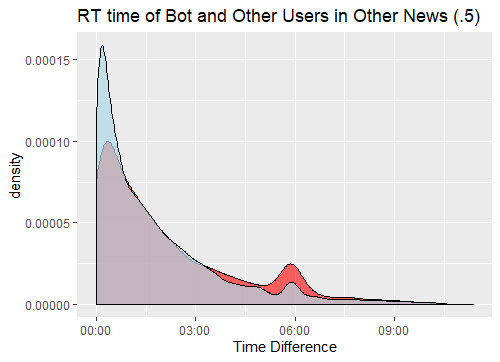 RT time of Bot and Other Users in Other News (.5)
0.00015
0.00010
0.00005
0.00000
density
00:00
03:00
06:00
09:00
Time Difference